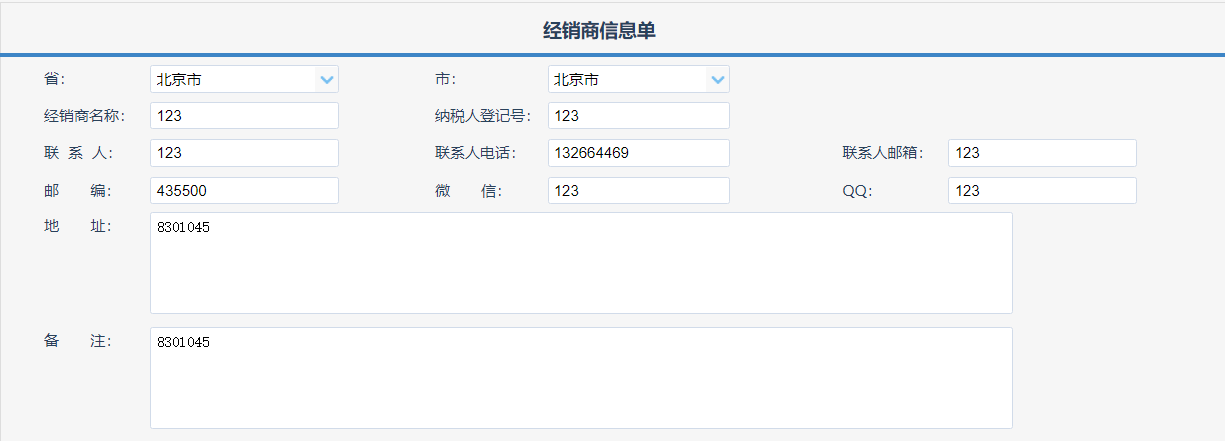 经销商信息单
省： 北京市 市： 北京市
经销商名称： 123 纳税人登记号： 123
联 系 人： 123 联系人电话： 132664469 联系人邮箱： 123
邮 编： 435500 微 信： 123 QQ： 123
地 址： 8301045
备 注： 8301045